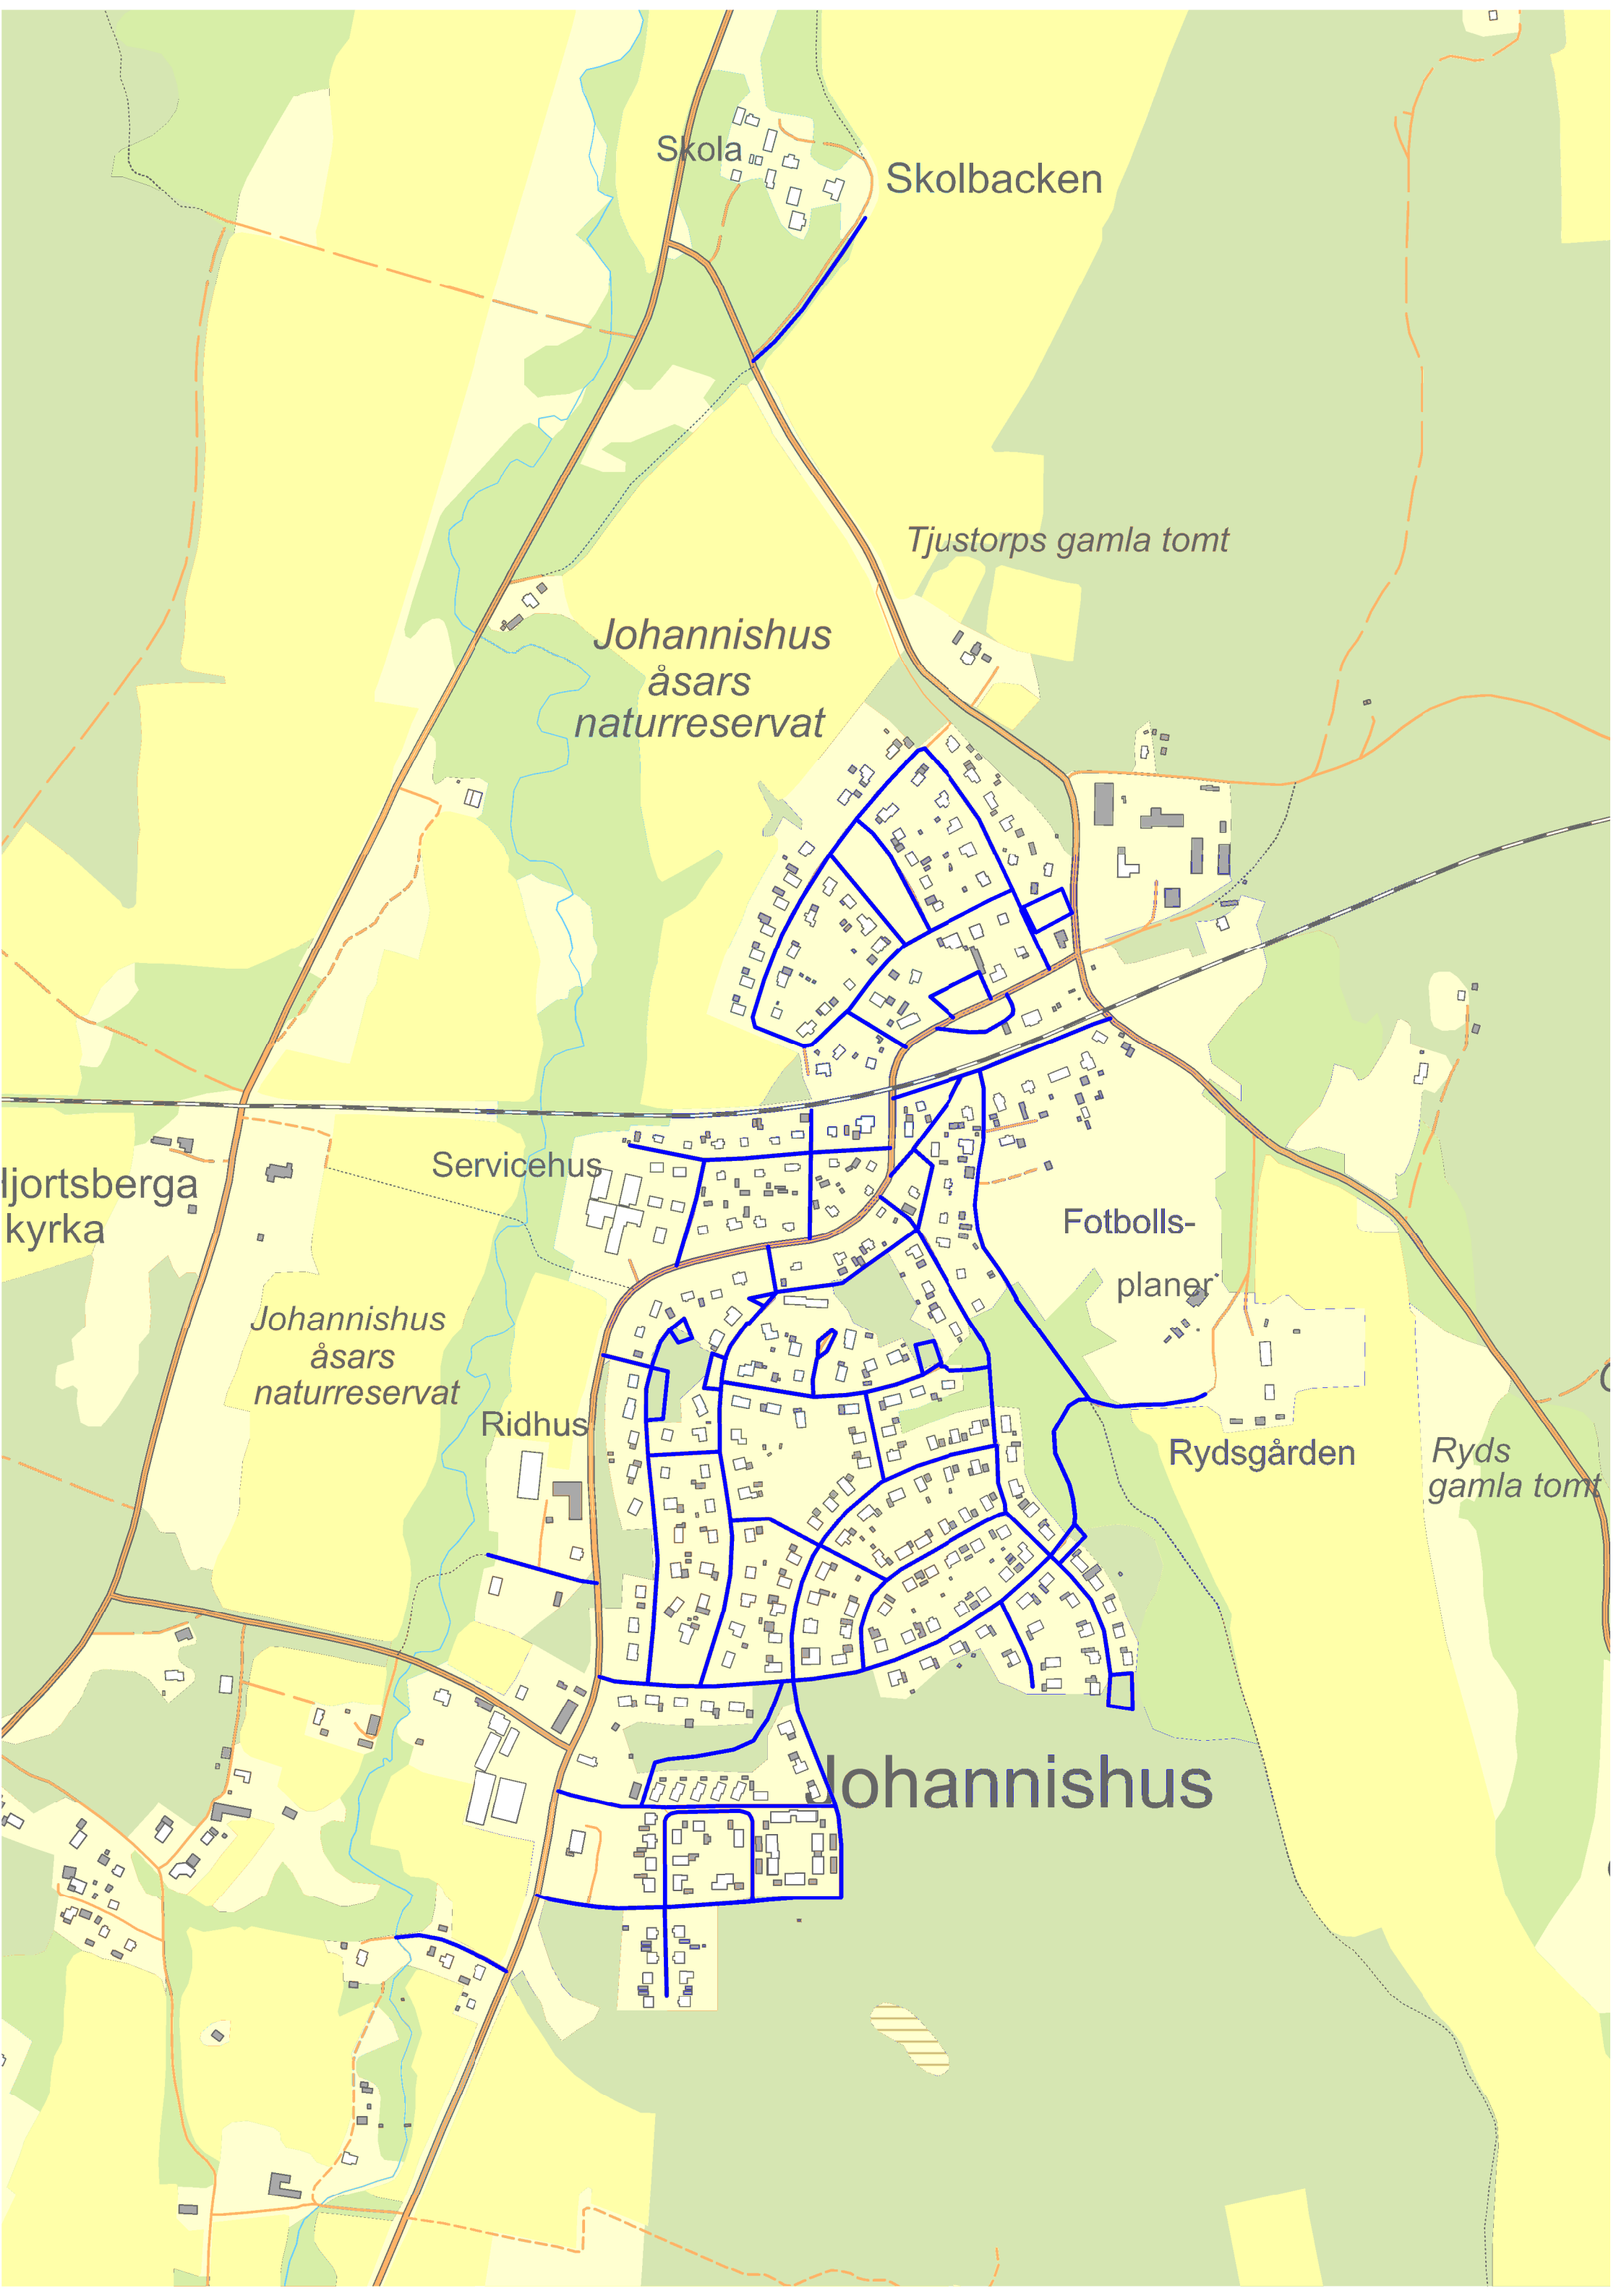 Skola
Skolbacken
Tjustorps gamla tomt
Johannishus
åsars
naturreservat
Servicehus
ljortsberga
kyrka
Fotbolls-
planer
Johannishus
åsars
naturreservat
Ridhus
Rydsgården
Ryds
gamla tomt
Johannishus